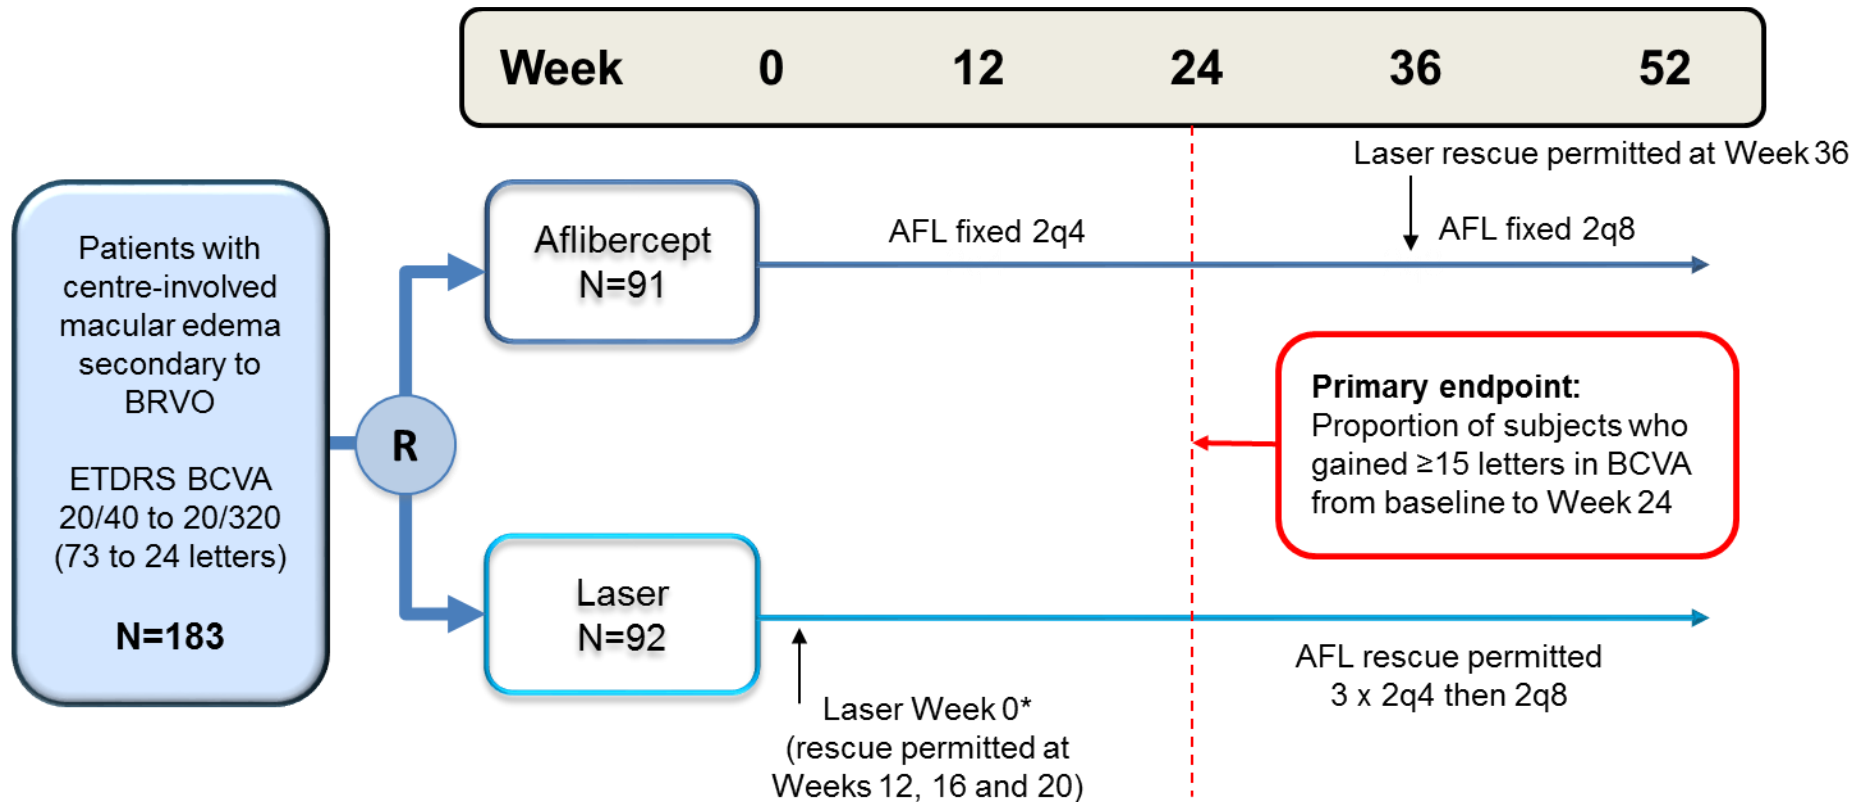 Week 0 12 24 36 52
Laser rescue permitted at Week 36
Patients with
centre-involved
macular edema
secondary to
BRVO
ETDRS BCVA
20/40 to 20/320
(73 to 24 letters)
N=183
R
Aflibercept
N=91
AFL fixed 2q4
AFL fixed 2q8
Primary endpoint:
Proportion of subjects who
gained ≥15 letters in BCVA
from baseline to Week 24
Laser
N=92
Laser Week 0*
(rescue permitted at
Weeks 12, 16 and 20)
AFL rescue permitted
3 x 2q4 then 2q8